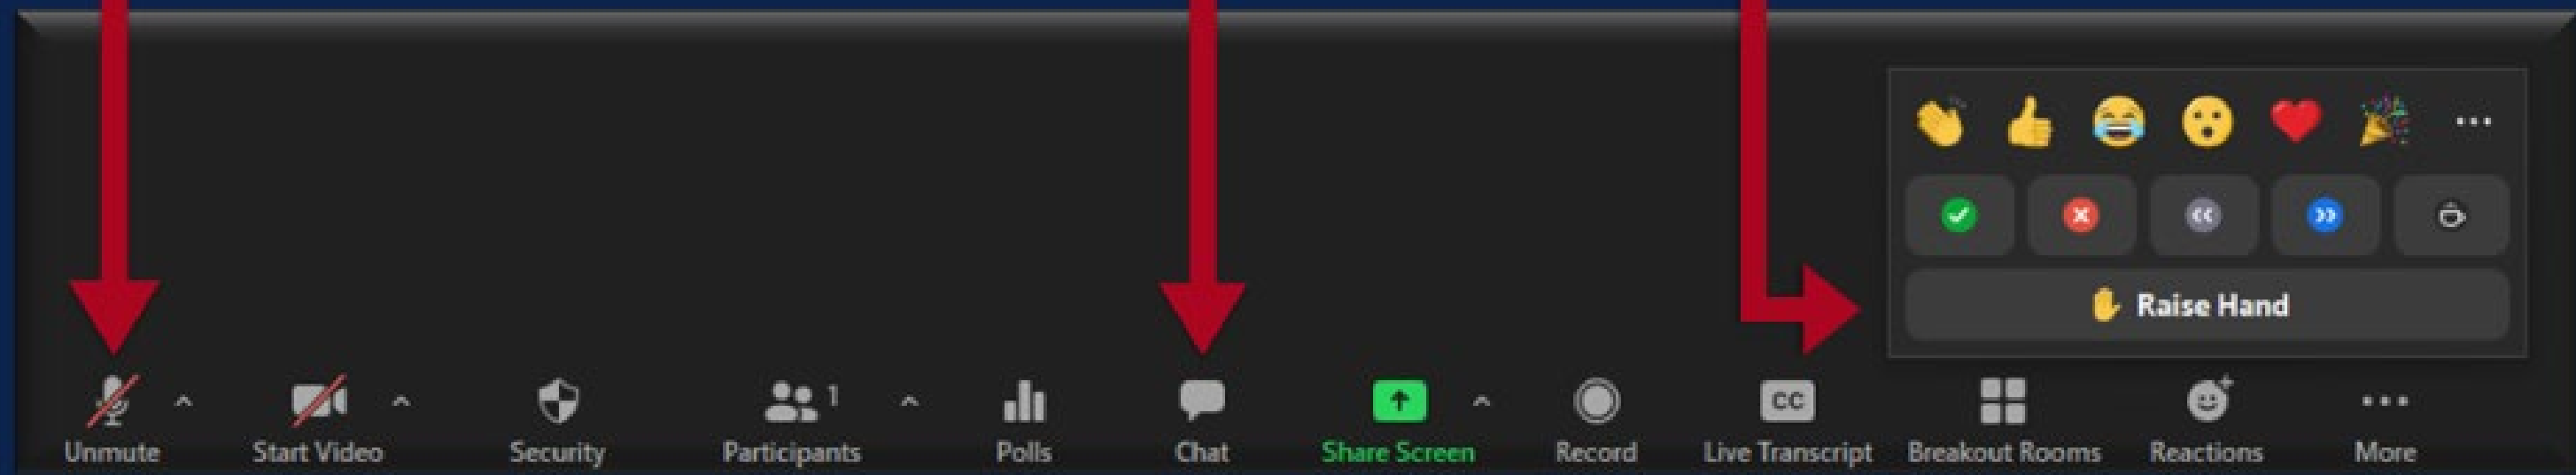 Raise Hand
1
CC
Unmute
Start Video
Security
Participants
Polls
Chat
Share Screen
Record
Live Transcript
Breakout Rooms
Reactions
More